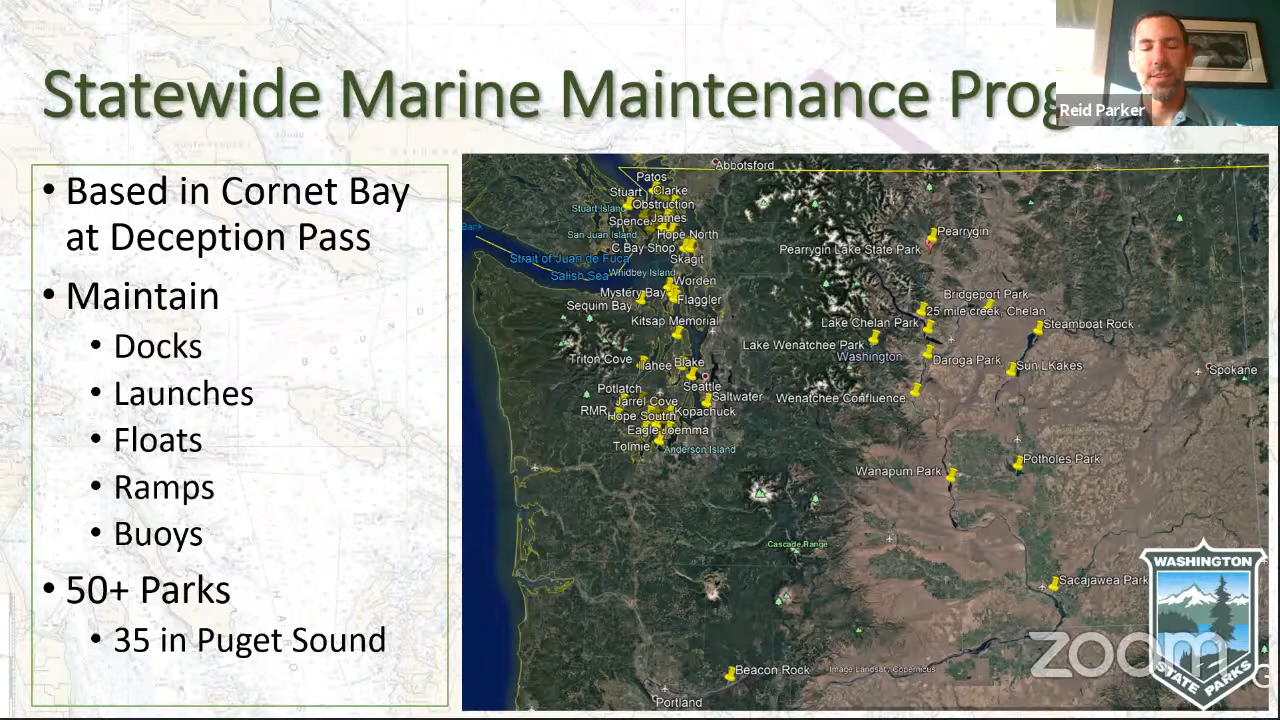 Statewide Marine Maintenance Prog
Reid Parker
• Based in Cornet Bay
at Deception Pass
• Maintain
• Docks
• Launches
• Floats
• Ramps
• Buoys
• 50+ Parks
• 35 in Puget Sound
Abbotsford
Patos
Stuart
Clarke
Obstruction
Stuart Island
Spence
James
San Juan Island
Hope North
Bank
C.Bay Shop
Strait of Juan de Fuca
Skagit
Salish Sea
Whidbey Island
Worden
Mystery Bay
Flaggler
Sequim Bay
Kitsap Memorial
Triton Cove
Illahee
Blake
Seattle
Potlatch
Saltwater
Jarrel Cove
RMR
Hope South
Kopachuck
Eagle
Joemma
Tolmie
Anderson Island
Pearrygin
Pearrygin Lake State Park
Bridgeport Park
25 mile creek, Chelan
Lake Chelan Park
Steamboat Rock
Lake Wenatchee Park
Washington
Daroga Park
Sun LKakes
Spokane
Wenatchee Confluence
Potholes Park
Wanapum Park
Cascade Range
Sacajawea Park
Beacon Rock
Image Landsat / Copernicus
Portland
WASHINGTON
STATE PARKS
zoom
G